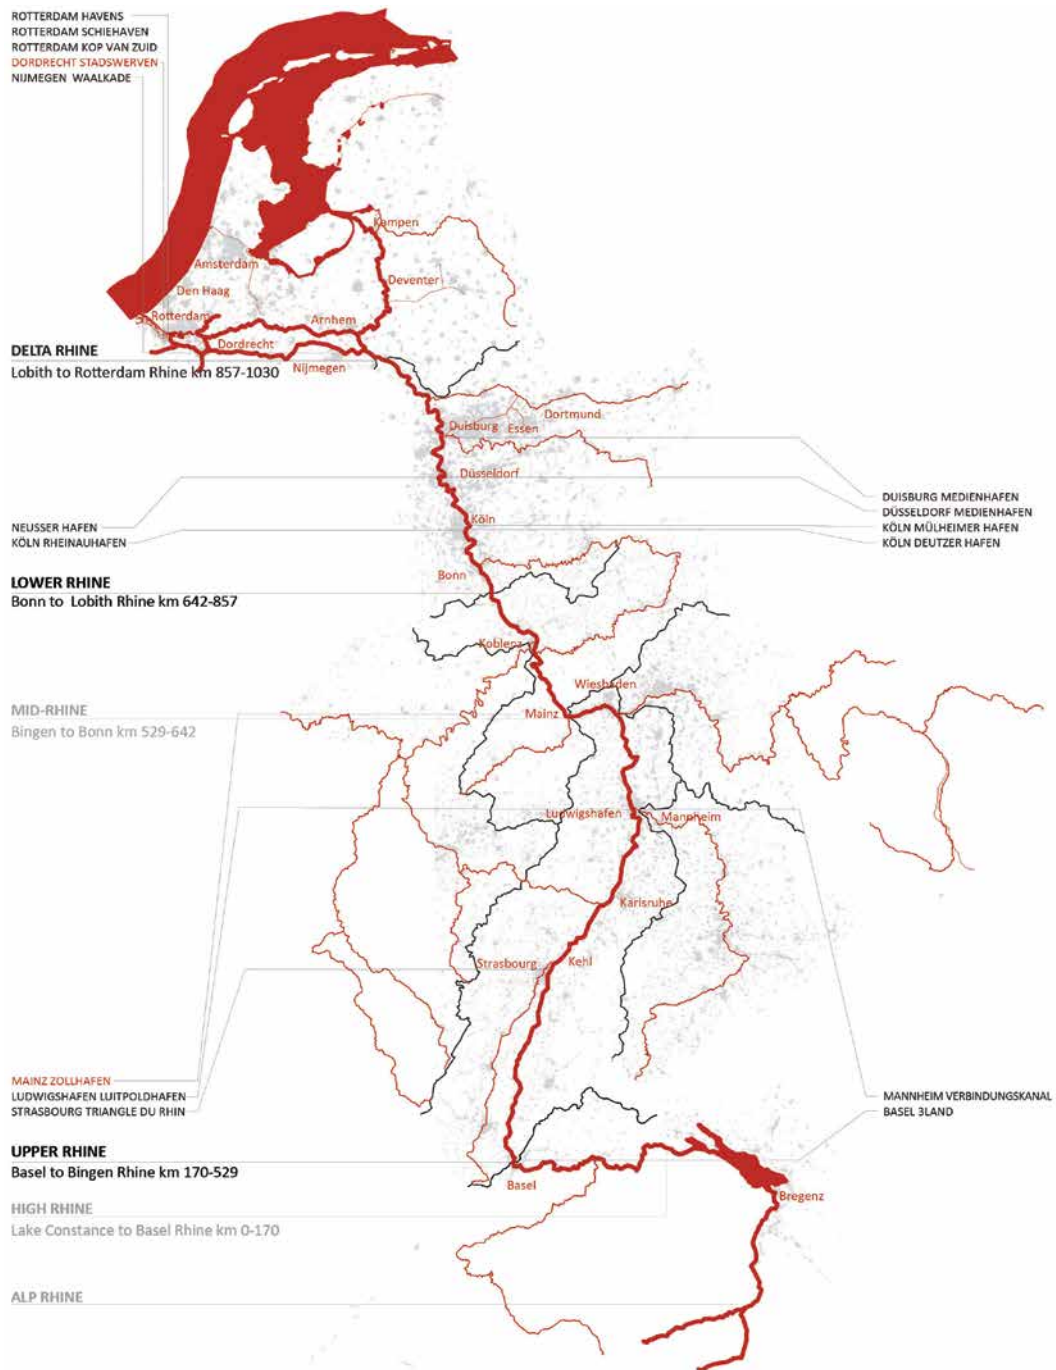 ROTTERDAM HAVENS
ROTTERDAM SCHIEHAVEN
ROTTERDAM KOP VAN ZUID
DORDRECHT STADSWERVEN
NIJMEGEN WAALKADE
Kampen
Amsterdam
Deventer
Den Haag
Rotterdam
Arnhem
Dordrecht
DELTA RHINE
Nijmegen
Lobith to Rotterdam Rhine km 857-1030
Dortmund
Duisburg
Essen
Düsseldorf
DUISBURG MEDIENHAFEN
DÜSSELDORF MEDIENHAFEN
Köln
NEUSSER HAFEN
KÖLN MÜLHEIMER HAFEN
KÖLN RHEINAUHAFEN
KÖLN DEUTZER HAFEN
Bonn
LOWER RHINE
Bonn to Lobith Rhine km 642-857
Koblenz
Wiesbaden
MID-RHINE
Mainz
Bingen to Bonn km 529-642
Ludwigshafen
Mannheim
Karlsruhe
Strasbourg
Kehl
MAINZ ZOLLHAFEN
LUDWIGSHAFEN LUITPOLDHAFEN
MANNHEIM VERBINDUNGSKANAL
STRASBOURG TRIANGLE DU RHIN
BASEL 3LAND
UPPER RHINE
Basel to Bingen Rhine km 170-529
Basel
Bregenz
HIGH RHINE
Lake Constance to Basel Rhine km 0-170
ALP RHINE